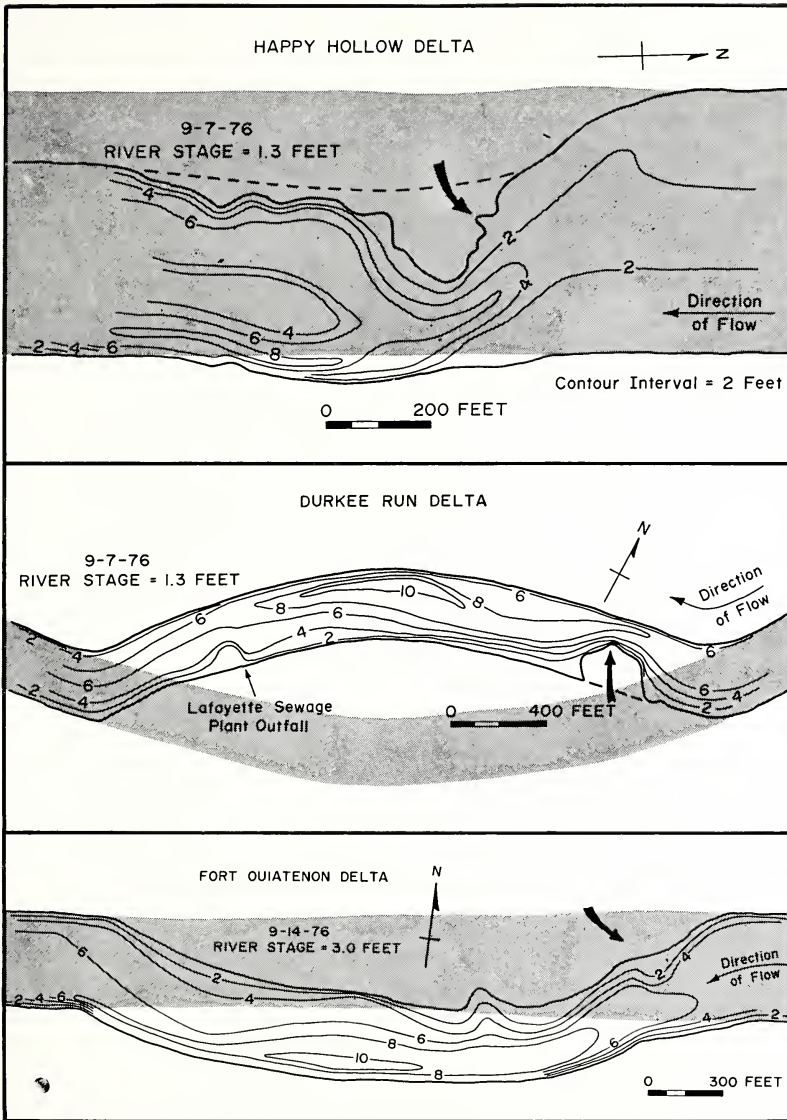 HAPPY HOLLOW DELTA
N
9-7-76
RIVER STAGE = 1.3 FEET
4
6
2
2
4
Direction
of Flow
4
6
8
2
4
6
Contour Interval = 2 Feet
0 200 FEET
DURKEE RUN DELTA
N
9-7-76
RIVER STAGE = 1.3 FEET
Direction
of Flow
6
10
8
8
6
6
4
2
2
4
6
6
2
4
6
4
2
Lafayette Sewage
Plant Outfall
0 400 FEET
FORT OUIATENON DELTA
N
9-14-76
RIVER STAGE = 3.0 FEET
Direction
of Flow
6
2
4
2
4
2
4
6
6
8
10
8
6
4
2
0 300 FEET